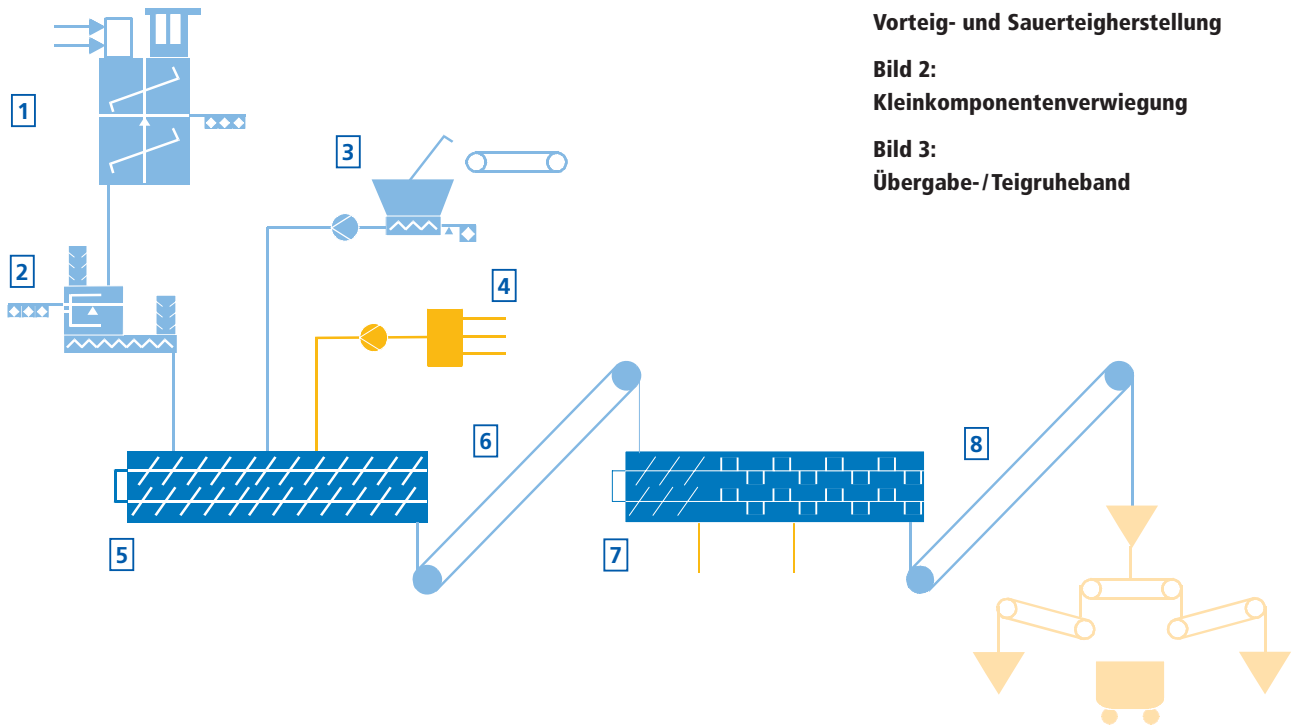 Vorteig- und Sauerteigherstellung
Bild 2:
Kleinkomponentenverwiegung
Bild 3:
Übergabe-/Teigruheband
1
3
2
4
6
8
5
7